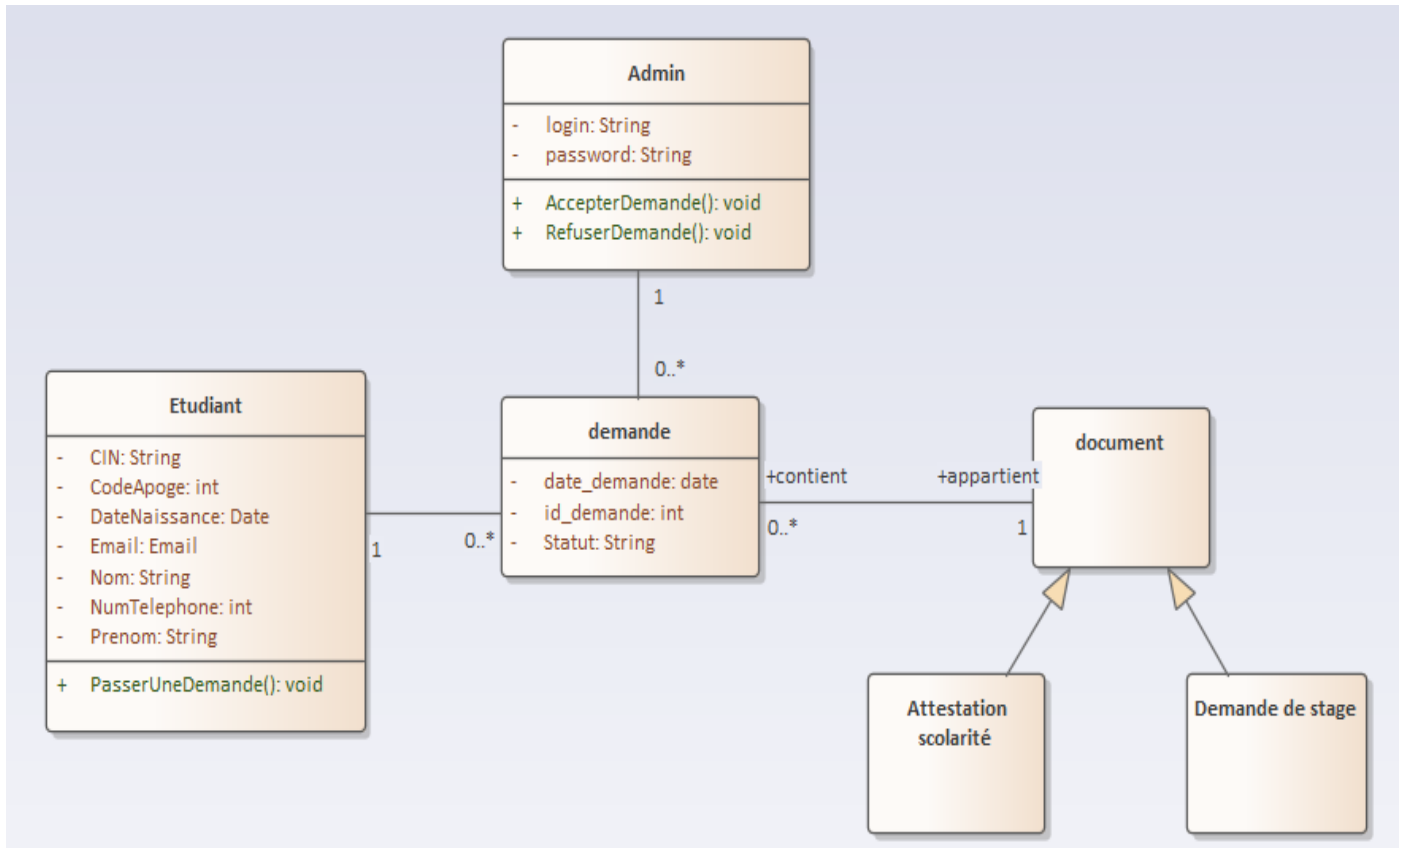 Admin
- login: String
- password: String
+ AccepterDemande(): void
+ RefuserDemande(): void
1
0..*
Etudiant
- CIN: String
- CodeApoge: int
- DateNaissance: Date
- Email: Email
- Nom: String
- NumTelephone: int
- Prenom: String
+ PasserUneDemande(): void
1
0..*
demande
- date_demande: date
- id_demande: int
- Statut: String
+contient
+appartient
0..*
1
document
Attestation
scolarité
Demande de stage